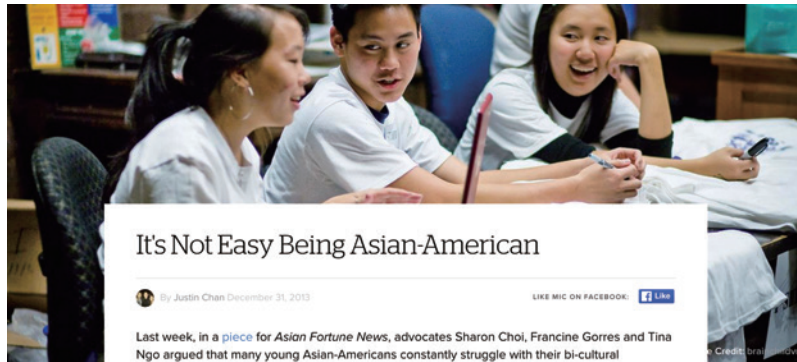 It's Not Easy Being Asian-American
By Justin Chan December 31, 2013
LIKE MIC ON FACEBOOK:
Like
Last week, in a piece for Asian Fortune News, advocates Sharon Choi, Francine Gorres and Tina
Ngo argued that many young Asian-Americans constantly struggle with their bi-cultural
Credit: